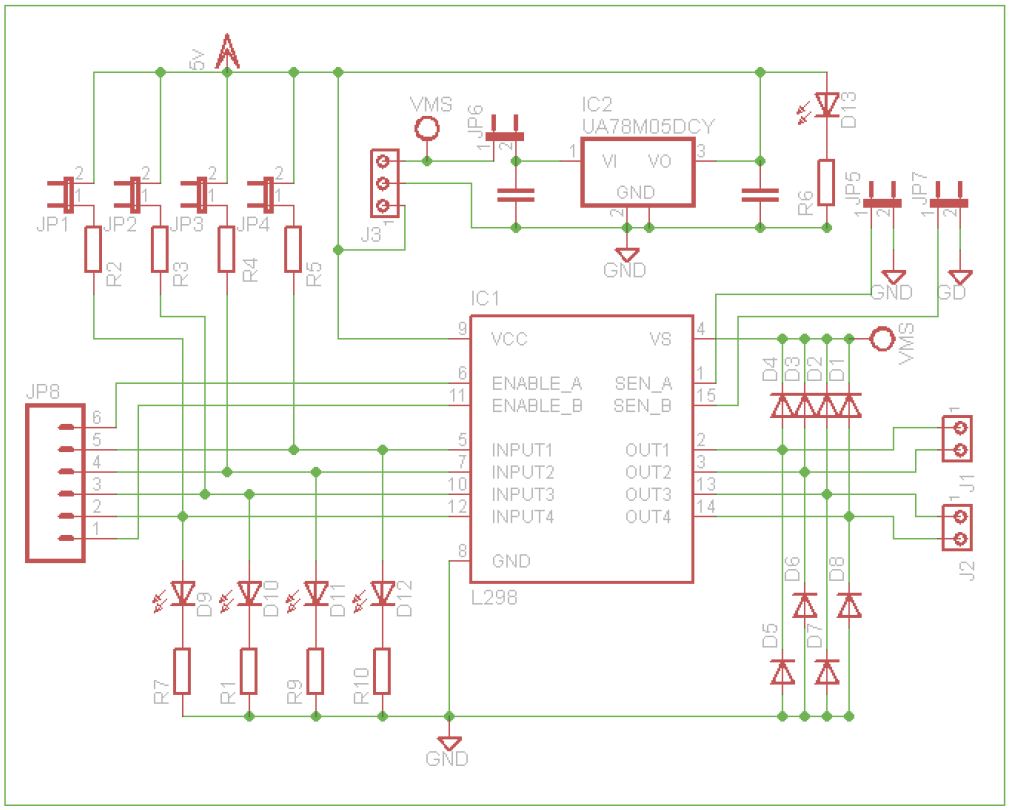 5v
VMS
JP6
1
2
IC2
UA78M05DCY
1
VI
VO
3
GND
2
D13
R6
JP5
1
2
JP7
1
2
2
1
JP1
2
1
JP2
2
1
JP3
2
1
JP4
J3
1
R2
R3
R4
R5
GND
GND
GD
IC1
9
VCC
VS
4
VMS
6
ENABLE_A
SEN_A
1
11
ENABLE_B
SEN_B
15
D4
D3
D2
D1
JP8
6
5
4
3
2
1
5
INPUT1
OUT1
2
7
INPUT2
OUT2
3
10
INPUT3
OUT3
13
12
INPUT4
OUT4
14
8
GND
L298
1
J1
1
J2
D9
D10
D11
D12
D6
D8
D5
D7
R7
R1
R9
R10
GND